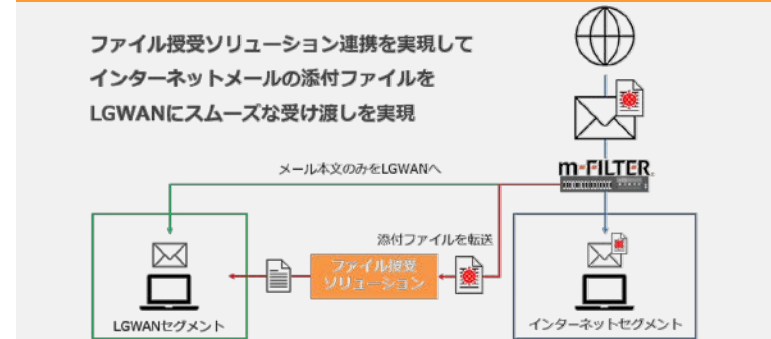 ファイル授受ソリューション連携を実現して
インターネットメールの添付ファイルを
LGWANにスムーズな受け渡しを実現
メール本文のみをLGWANへ
m-FILTER
添付ファイルを転送
ファイル授受
ソリューション
LGWANセグメント
インターネットセグメント